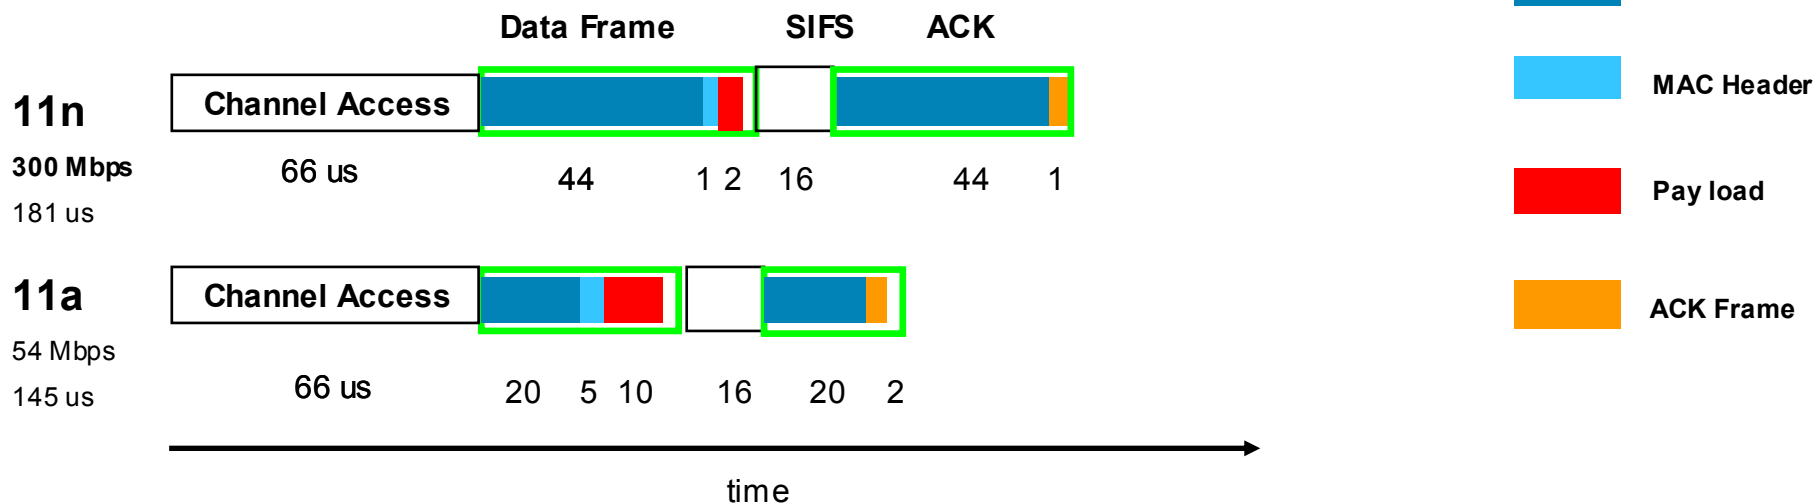 Data Frame SIFS ACK
11n
300 Mbps
181 us
Channel Access
66 us 44 1 2 16 44 1
11a
54 Mbps
145 us
Channel Access
66 us 20 5 10 16 20 2
time
MAC Header
Pay load
ACK Frame